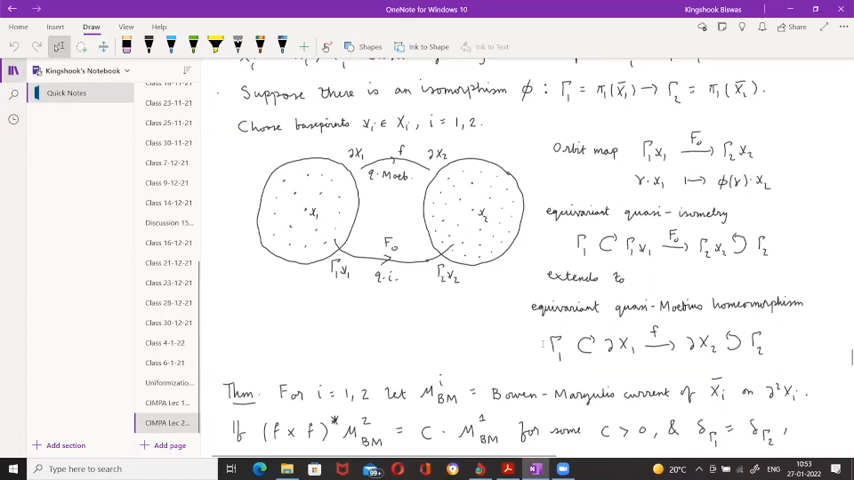 OneNote for Windows 10
Kingshook Biswas
Home Insert Draw View Help
Share
Shapes
Ink to Shape
Ink to Text
Kingshook's Notebook
Quick Notes
Class 23-11-21
Class 25-11-21
Class 30-11-21
Class 7-12-21
Class 9-12-21
Class 14-12-21
Discussion 15...
Class 16-12-21
Class 21-12-21
Class 23-12-21
Class 28-12-21
Class 30-12-21
Class 4-1-22
Class 6-1-21
Uniformizatio...
CIMPA Lec 1...
CIMPA Lec 2...
Add section
Add page
Suppose there is an isomorphism ϕ : Γ₁ = π₁(X̄₁) → Γ₂ = π₁(X̄₂).
Choose basepoints xᵢ ∈ Xᵢ, i = 1, 2.
∂X₁ f ∂X₂
q. Moeb.
x₁ x₂
F₀
Γ₁x₁ q.i. Γ₂x₂
Orbit map Γ₁x₁ F₀→ Γ₂x₂
γ·x₁ ↦ ϕ(γ)·x₂
equivariant quasi-isometry
Γ₁ ↻ Γ₁x₁ F₀→ Γ₂x₂ ↺ Γ₂
extends to
equivariant quasi-Moebius homeomorphism
Γ₁ ↻ ∂X₁ f→ ∂X₂ ↺ Γ₂
Thm. For i = 1, 2 let Mⁱ_BM = Bowen-Margulis current of X̄ᵢ on ∂²Xᵢ.
If (f × f)* M²_BM = C · M¹_BM for some C > 0, & δ_Γ₁ = δ_Γ₂,
Type here to search
99+
20°C
ENG
10:53
27-01-2022